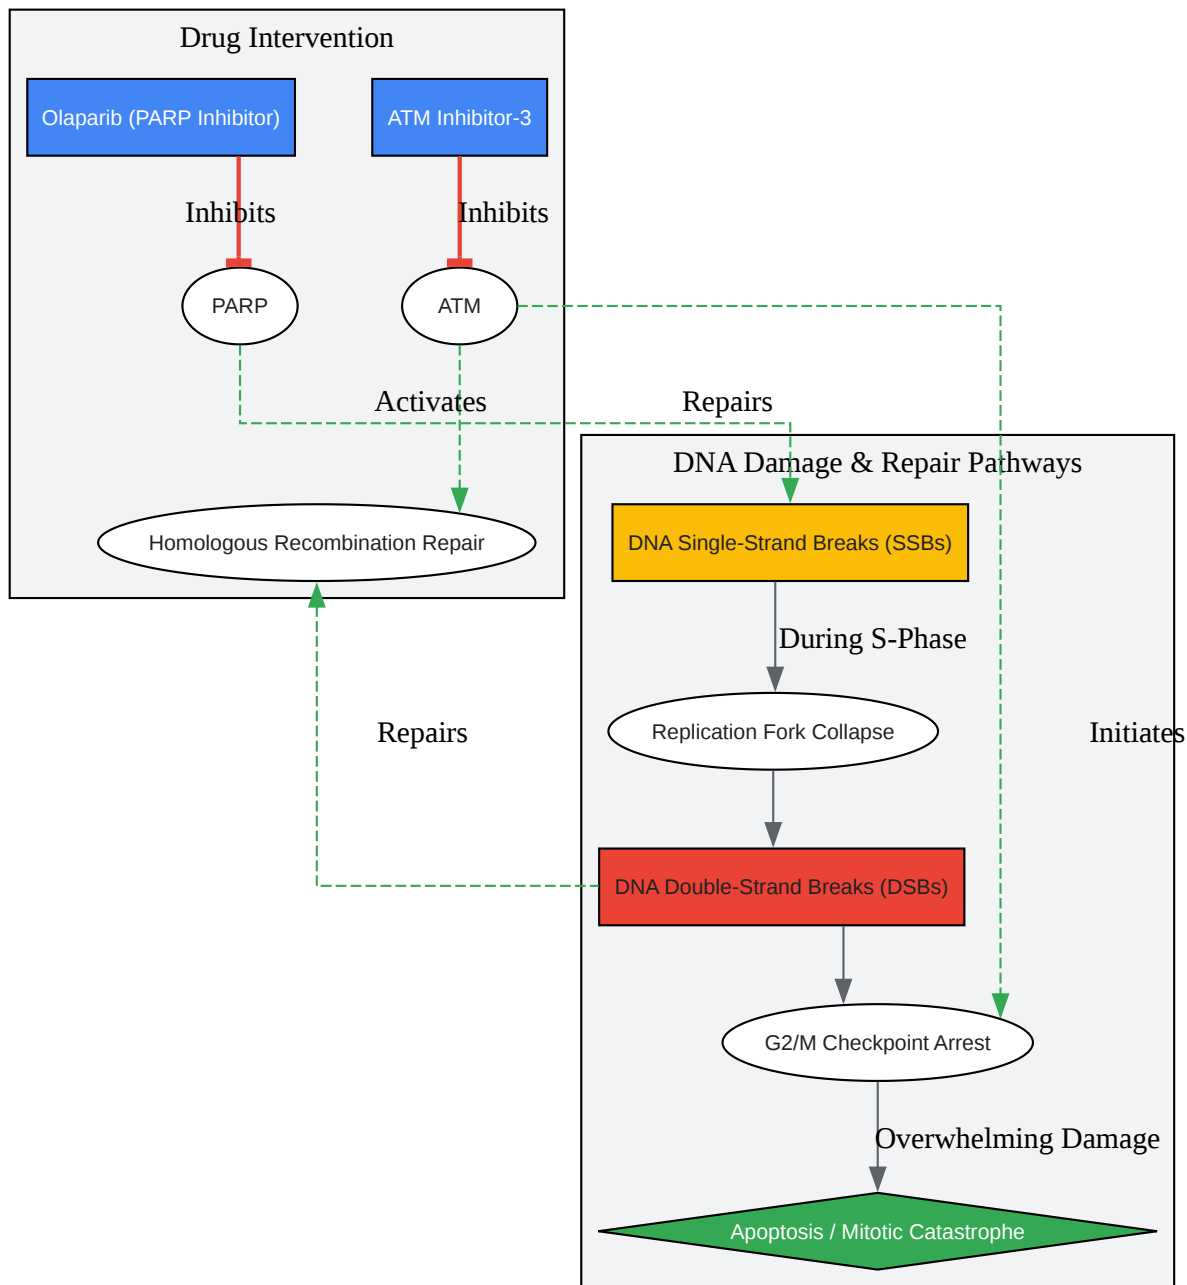 Drug Intervention
Olaparib (PARP Inhibitor)
ATM Inhibitor-3
Inhibits
Inhibits
PARP
ATM
Activates
Repairs
DNA Damage & Repair Pathways
Homologous Recombination Repair
DNA Single-Strand Breaks (SSBs)
During S-Phase
Repairs
Replication Fork Collapse
Initiates
DNA Double-Strand Breaks (DSBs)
G2/M Checkpoint Arrest
Overwhelming Damage
Apoptosis / Mitotic Catastrophe